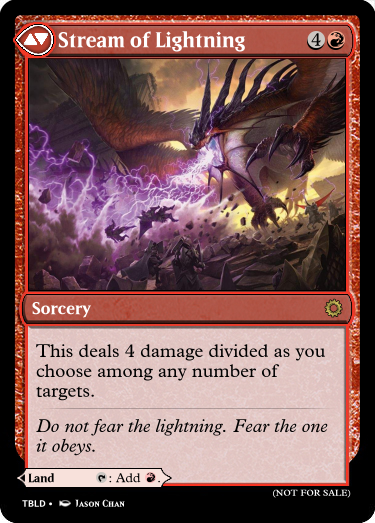 Stream of Lightning 4
Sorcery
This deals 4 damage divided as you
choose among any number of
targets.
Do not fear the lightning. Fear the one
it obeys.
Land : Add .
(NOT FOR SALE)
TBLD • Jason Chan